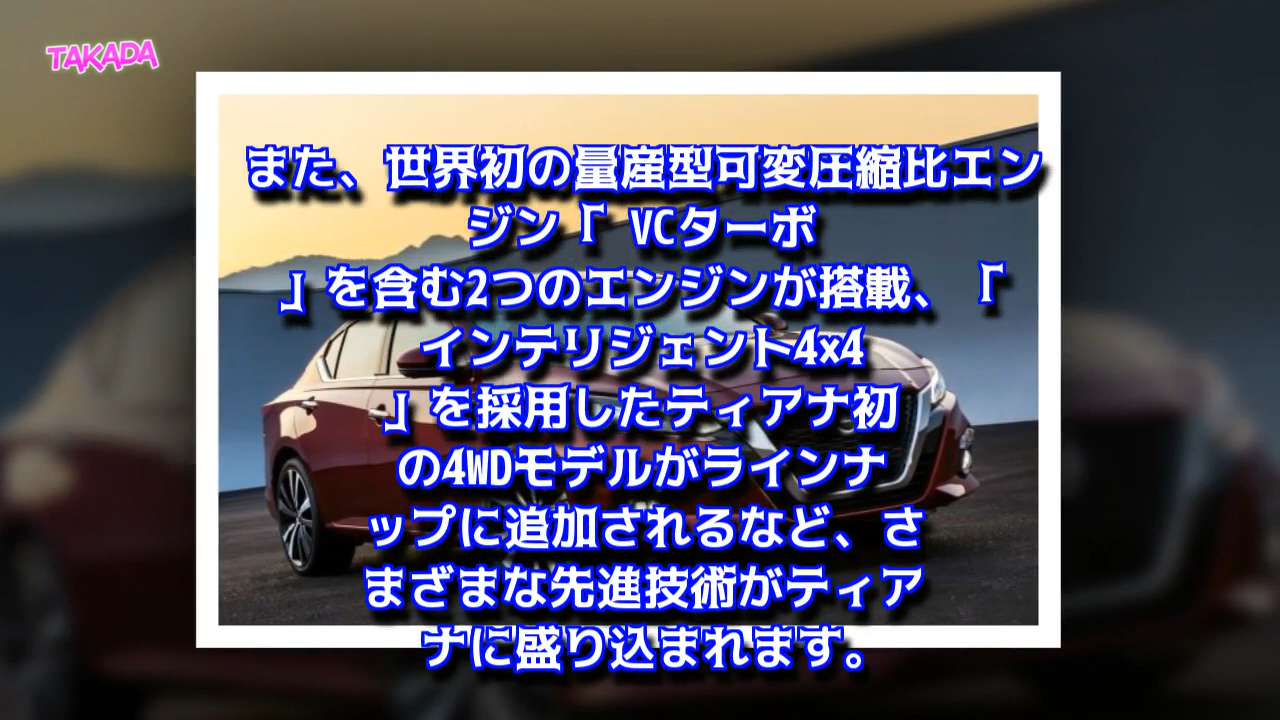 TAKADA
また、世界初の量産型可変圧縮比エン
ジン『 VCターボ
』を含む2つのエンジンが搭載、『
インテリジェント4x4
』を採用したティアナ初
の4WDモデルがラインナ
ップに追加されるなど、さ
まざまな先進技術がティア
ナに盛り込まれます。